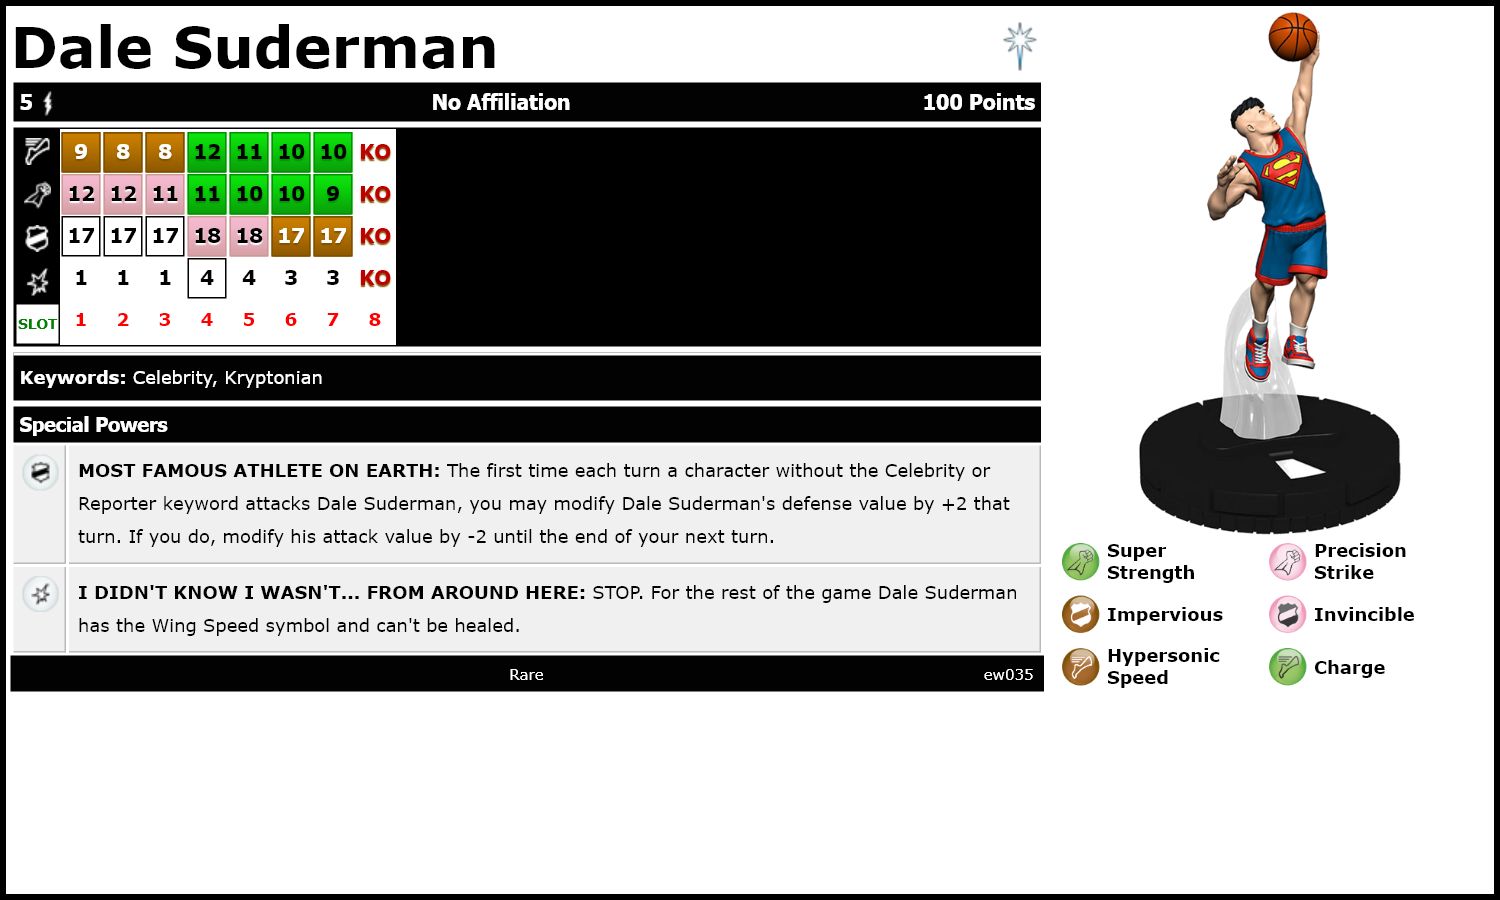 Dale Suderman
5 No Affiliation 100 Points
9 8 8 12 11 10 10 KO
12 12 11 11 10 10 9 KO
17 17 17 18 18 17 17 KO
1 1 1 4 4 3 3 KO
SLOT 1 2 3 4 5 6 7 8
Keywords: Celebrity, Kryptonian
Special Powers
MOST FAMOUS ATHLETE ON EARTH: The first time each turn a character without the Celebrity or
Reporter keyword attacks Dale Suderman, you may modify Dale Suderman's defense value by +2 that
turn. If you do, modify his attack value by -2 until the end of your next turn.
I DIDN'T KNOW I WASN'T... FROM AROUND HERE: STOP. For the rest of the game Dale Suderman
has the Wing Speed symbol and can't be healed.
Rare ew035
S
Super
Strength
Precision
Strike
Impervious
Invincible
Hypersonic
Speed
Charge